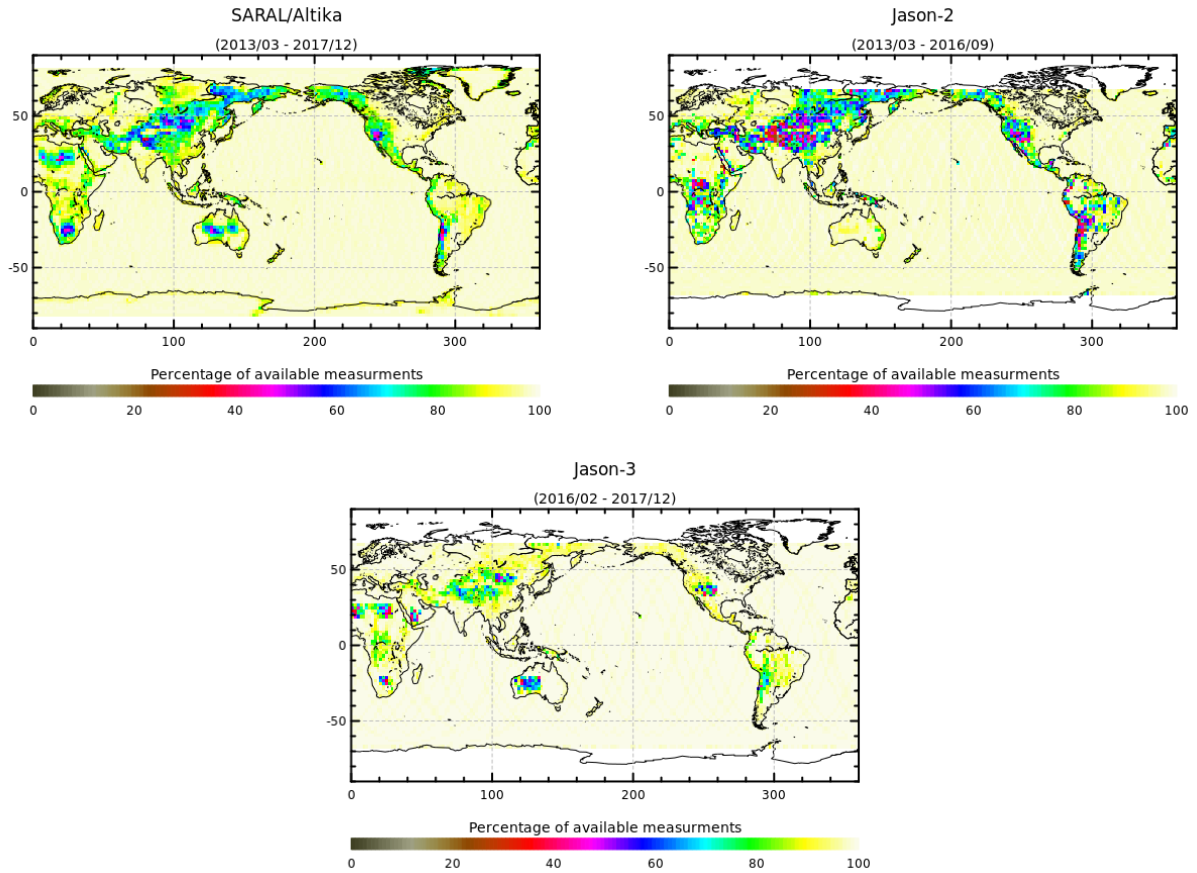 SARAL/Altika
(2013/03 - 2017/12)
50
0
-50
0 100 200 300
Percentage of available measurments
0 20 40 60 80 100
Jason-2
(2013/03 - 2016/09)
50
0
-50
0 100 200 300
Percentage of available measurments
0 20 40 60 80 100
Jason-3
(2016/02 - 2017/12)
50
0
-50
0 100 200 300
Percentage of available measurments
0 20 40 60 80 100